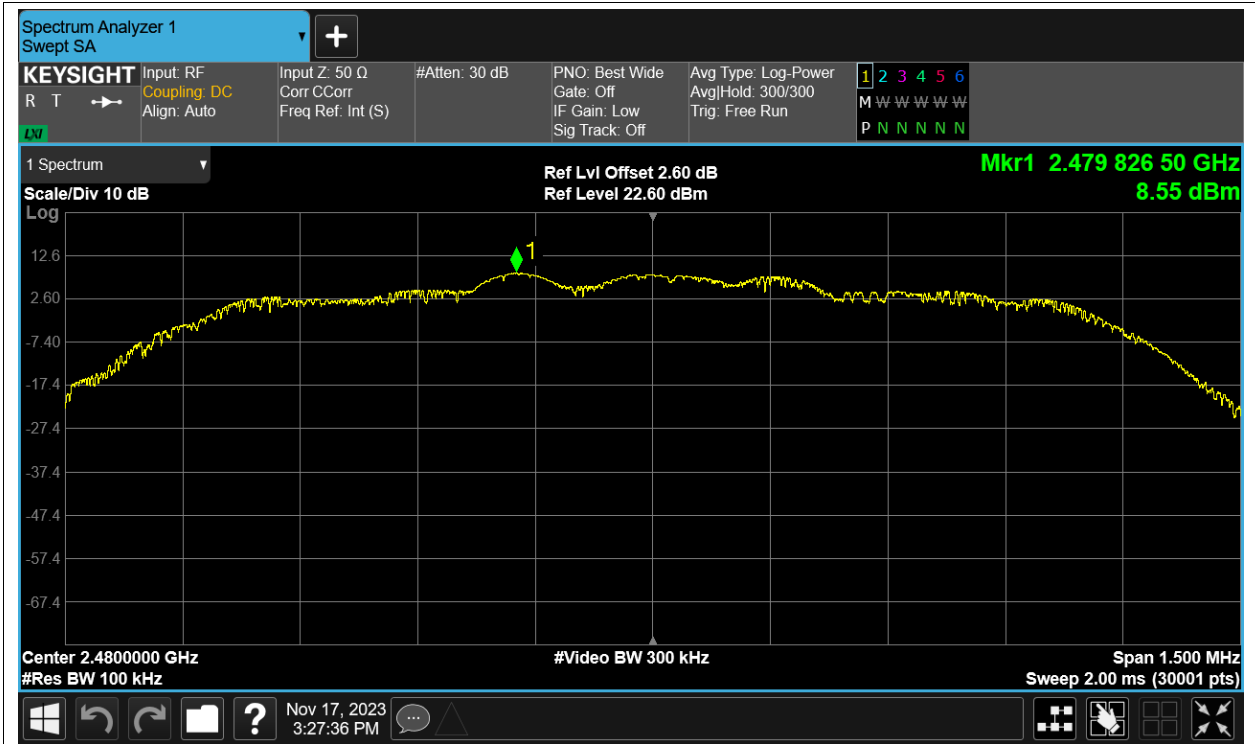 Spectrum Analyzer 1
Swept SA
+
KEYSIGHT
R T
LXI
Input: RF
Coupling: DC
Align: Auto
Input Z: 50 Ω
Corr CCorr
Freq Ref: Int (S)
#Atten: 30 dB
PNO: Best Wide
Gate: Off
IF Gain: Low
Sig Track: Off
Avg Type: Log-Power
Avg|Hold: 300/300
Trig: Free Run
1 2 3 4 5 6
M W W W W W
P N N N N N
1 Spectrum
Scale/Div 10 dB
Log
Ref Lvl Offset 2.60 dB
Ref Level 22.60 dBm
Mkr1 2.479 826 50 GHz
8.55 dBm
1
12.6
2.60
-7.40
-17.4
-27.4
-37.4
-47.4
-57.4
-67.4
Center 2.4800000 GHz
#Video BW 300 kHz
Span 1.500 MHz
#Res BW 100 kHz
Sweep 2.00 ms (30001 pts)
?
Nov 17, 2023
3:27:36 PM